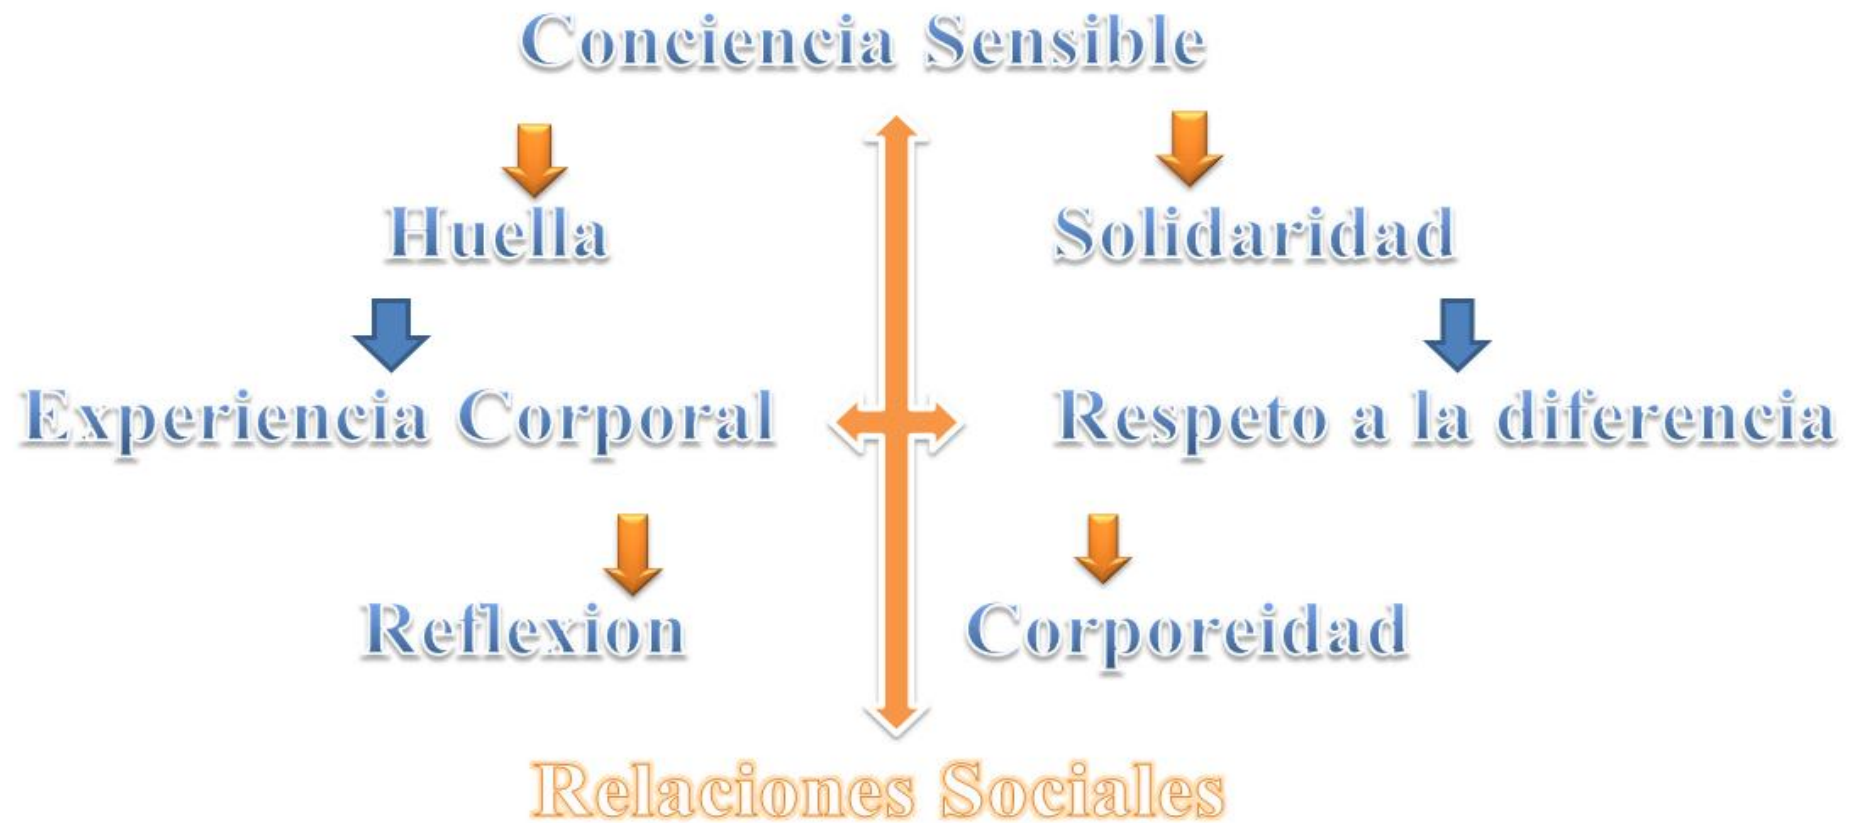 Conciencia Sensible
Huella
Solidaridad
Experiencia Corporal
Respeto a la diferencia
Reflexion
Corporeidad
Relaciones Sociales